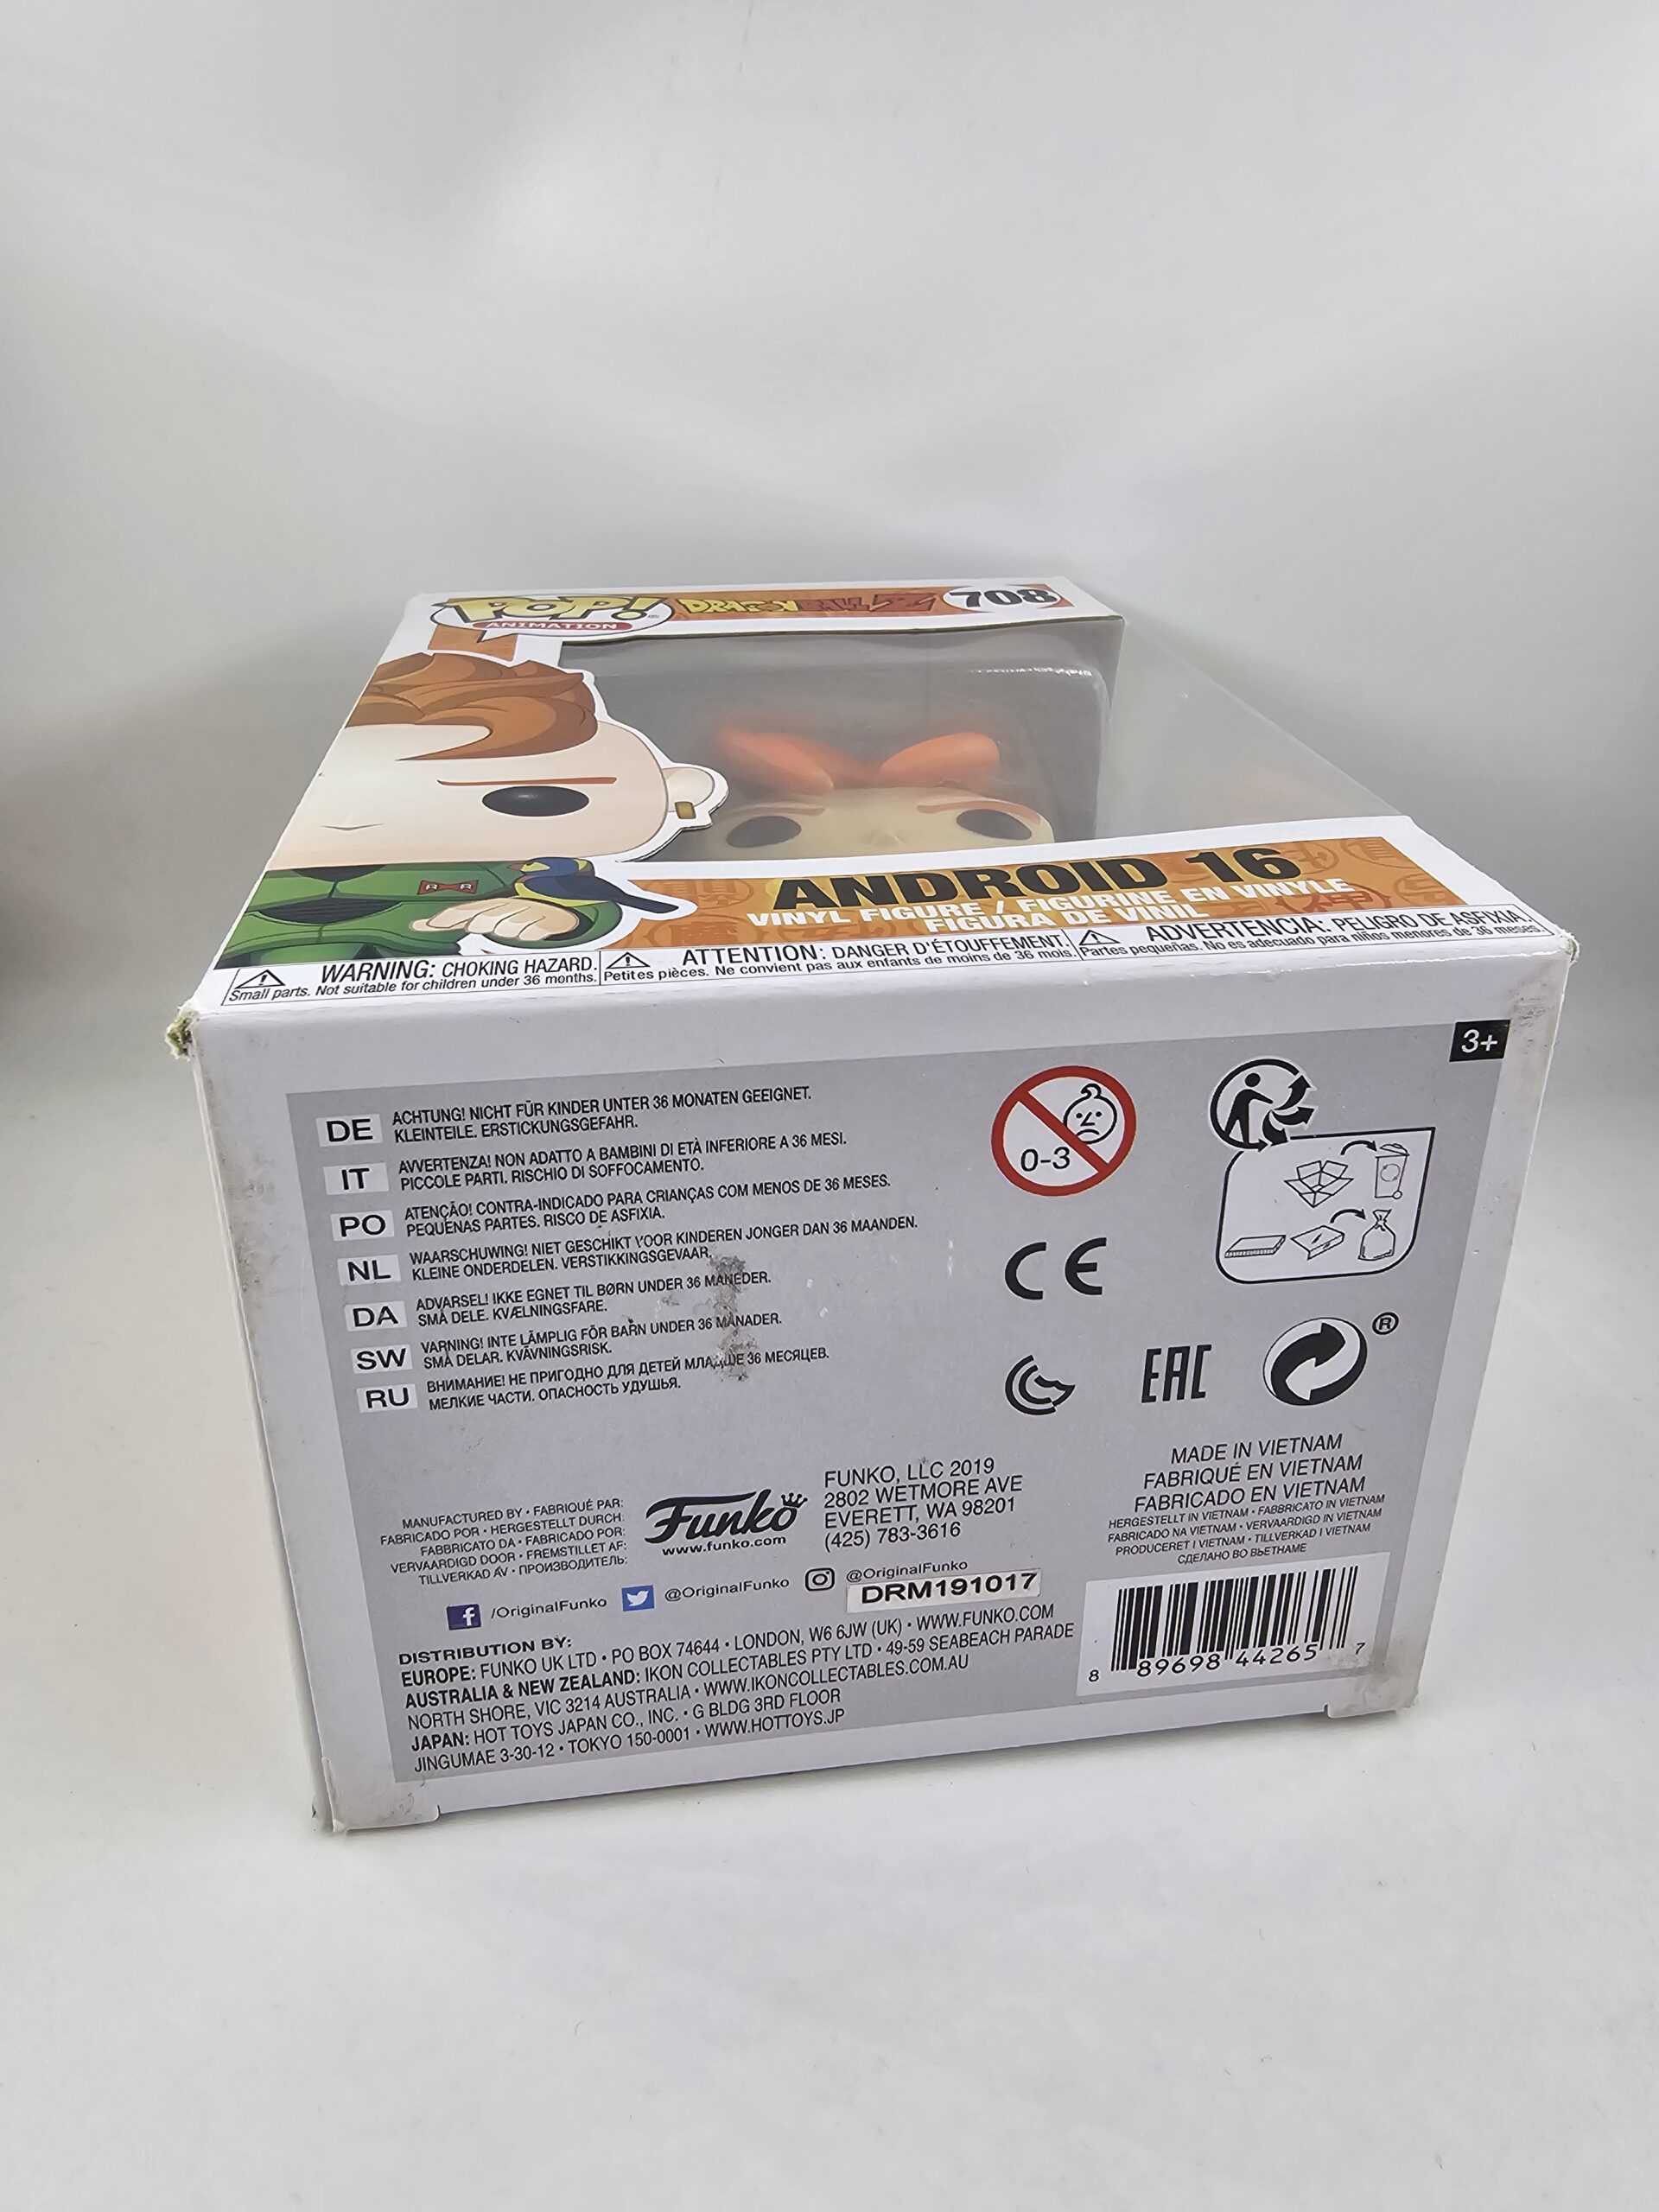 POP!®
ANIMATION
DRAGON BALL Z
708
RR
ANDROID 16
VINYL FIGURE / FIGURINE EN VINYLE
FIGURA DE VINIL
WARNING: CHOKING HAZARD.
Small parts. Not suitable for children under 36 months.
ATTENTION: DANGER D'ÉTOUFFEMENT.
Petites pièces. Ne convient pas aux enfants de moins de 36 mois.
ADVERTENCIA: PELIGRO DE ASFIXIA.
Partes pequeñas. No es adecuado para niños menores de 36 meses.
3+
DE ACHTUNG! NICHT FÜR KINDER UNTER 36 MONATEN GEEIGNET.
KLEINTEILE. ERSTICKUNGSGEFAHR.
IT AVVERTENZA! NON ADATTO A BAMBINI DI ETÀ INFERIORE A 36 MESI.
PICCOLE PARTI. RISCHIO DI SOFFOCAMENTO.
PO ATENÇÃO! CONTRA-INDICADO PARA CRIANÇAS COM MENOS DE 36 MESES.
PEQUENAS PARTES. RISCO DE ASFIXIA.
NL WAARSCHUWING! NIET GESCHIKT VOOR KINDEREN JONGER DAN 36 MAANDEN.
KLEINE ONDERDELEN. VERSTIKKINGSGEVAAR.
DA ADVARSEL! IKKE EGNET TIL BØRN UNDER 36 MÅNEDER.
SMÅ DELE. KVÆLNINGSFARE.
SW VARNING! INTE LÄMPLIG FÖR BARN UNDER 36 MÅNADER.
SMÅ DELAR. KVÄVNINGSRISK.
RU ВНИМАНИЕ! НЕ ПРИГОДНО ДЛЯ ДЕТЕЙ МЛАДШЕ 36 МЕСЯЦЕВ.
МЕЛКИЕ ЧАСТИ. ОПАСНОСТЬ УДУШЬЯ.
0-3
CE
EAC
®
MANUFACTURED BY • FABRIQUÉ PAR:
FABRICADO POR • HERGESTELLT DURCH:
FABBRICATO DA • FABRICADO POR:
VERVAARDIGD DOOR • FREMSTILLET AF:
TILLVERKAD AV • ПРОИЗВОДИТЕЛЬ:
Funko
www.funko.com
FUNKO, LLC 2019
2802 WETMORE AVE
EVERETT, WA 98201
(425) 783-3616
MADE IN VIETNAM
FABRIQUÉ EN VIETNAM
FABRICADO EN VIETNAM
HERGESTELLT IN VIETNAM • FABBRICATO IN VIETNAM
FABRICADO NA VIETNAM • VERVAARDIGD IN VIETNAM
PRODUCERET I VIETNAM • TILLVERKAD I VIETNAM
СДЕЛАНО ВО ВЬЕТНАМЕ
f /OriginalFunko @OriginalFunko @OriginalFunko
DRM191017
DISTRIBUTION BY:
EUROPE: FUNKO UK LTD • PO BOX 74644 • LONDON, W6 6JW (UK) • WWW.FUNKO.COM
AUSTRALIA & NEW ZEALAND: IKON COLLECTABLES PTY LTD • 49-59 SEABEACH PARADE
NORTH SHORE, VIC 3214 AUSTRALIA • WWW.IKONCOLLECTABLES.COM.AU
JAPAN: HOT TOYS JAPAN CO., INC. • G BLDG 3RD FLOOR
JINGUMAE 3-30-12 • TOKYO 150-0001 • WWW.HOTTOYS.JP
8 89698 44265 7